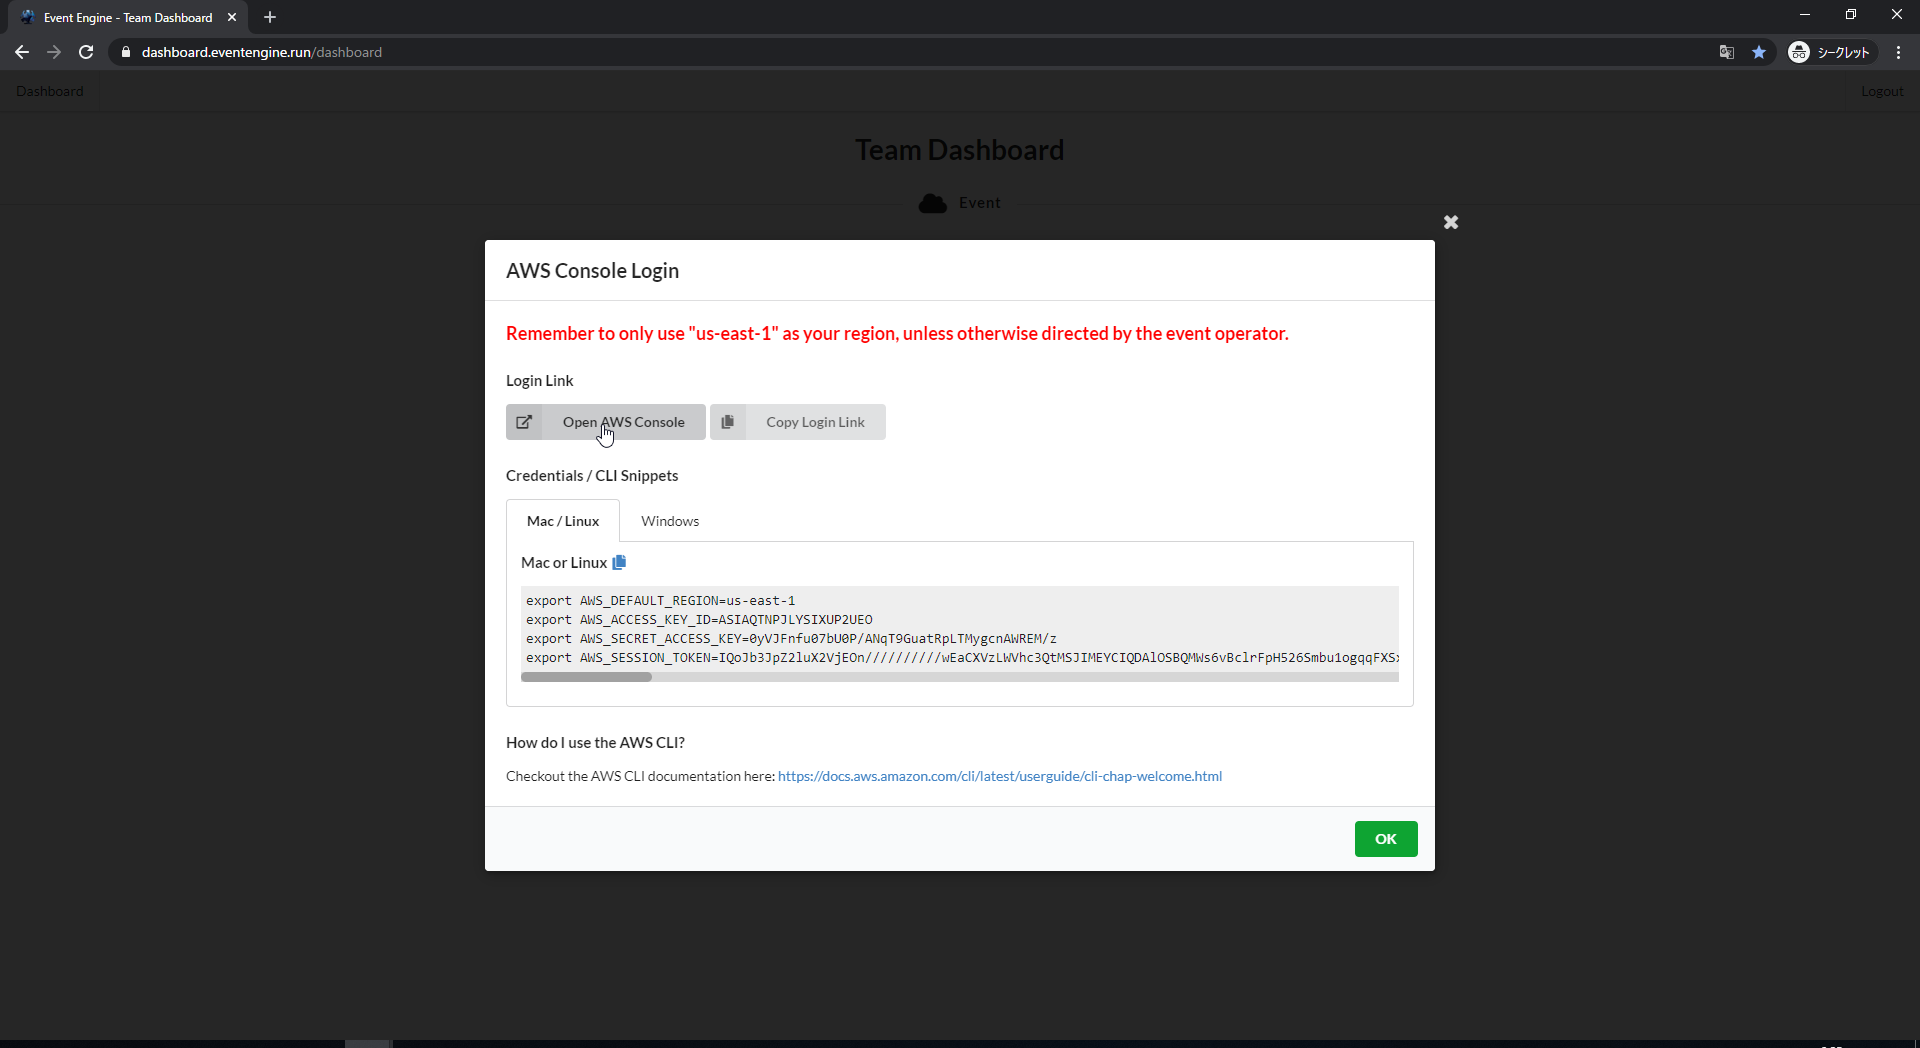 Event Engine - Team Dashboard
dashboard.eventengine.run/dashboard
シークレット
Dashboard
Logout
Team Dashboard
Event
AWS Console Login
Remember to only use "us-east-1" as your region, unless otherwise directed by the event operator.
Login Link
Open AWS Console
Copy Login Link
Credentials / CLI Snippets
Mac / Linux
Windows
Mac or Linux
export AWS_DEFAULT_REGION=us-east-1
export AWS_ACCESS_KEY_ID=ASIAQTNPJLYSIXUP2UEO
export AWS_SECRET_ACCESS_KEY=0yVJFnfu07bU0P/ANqT9GuatRpLTMygcnAWREM/z
export AWS_SESSION_TOKEN=IQoJb3JpZ2luX2VjEOn//////////wEaCXVzLWVhc3QtMSJIMEYCIQDAlOSBQMWs6vBclrFpH526Smbu1ogqqFXS
How do I use the AWS CLI?
Checkout the AWS CLI documentation here: https://docs.aws.amazon.com/cli/latest/userguide/cli-chap-welcome.html
OK